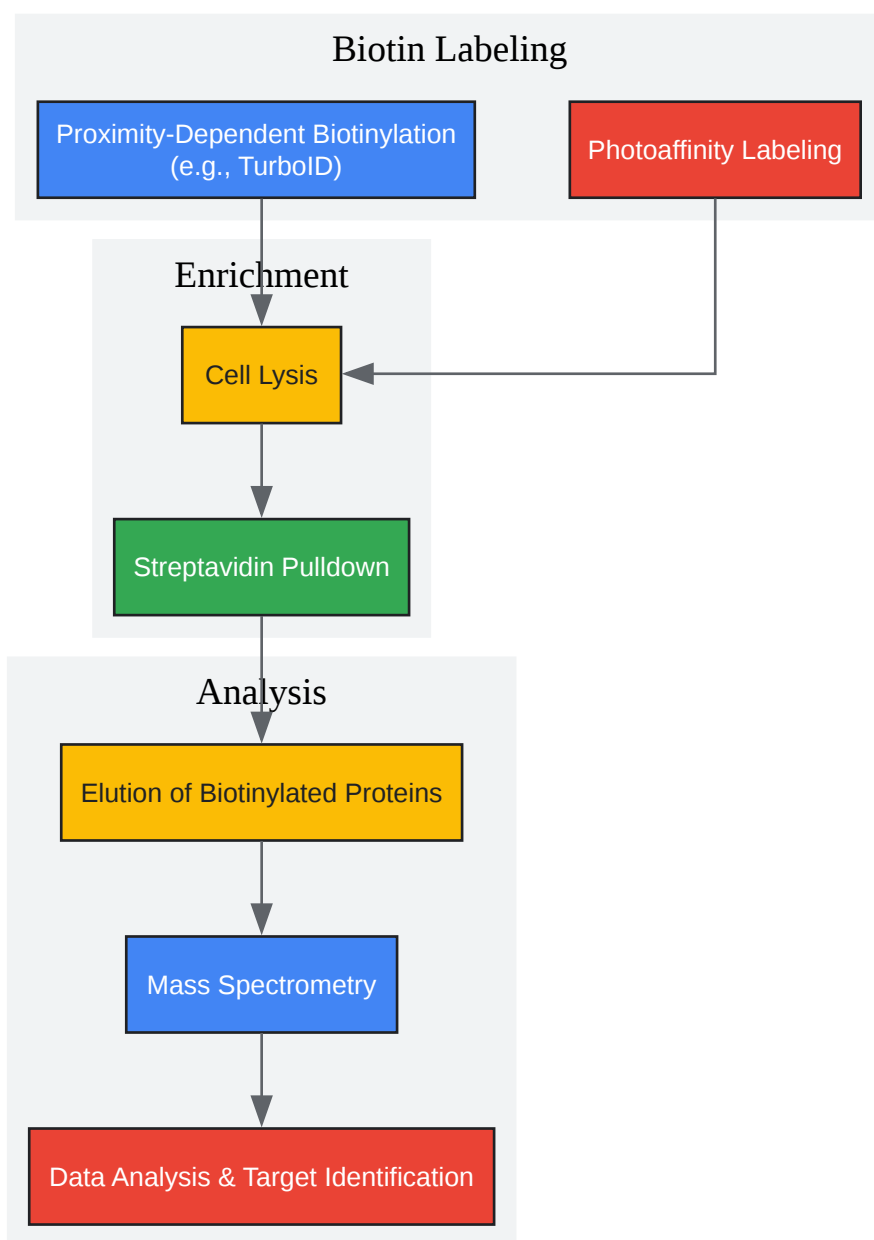 Biotin Labeling
Proximity-Dependent Biotinylation
(e.g., TurboID)
Photoaffinity Labeling
Enrichment
Cell Lysis
Streptavidin Pulldown
Analysis
Elution of Biotinylated Proteins
Mass Spectrometry
Data Analysis & Target Identification